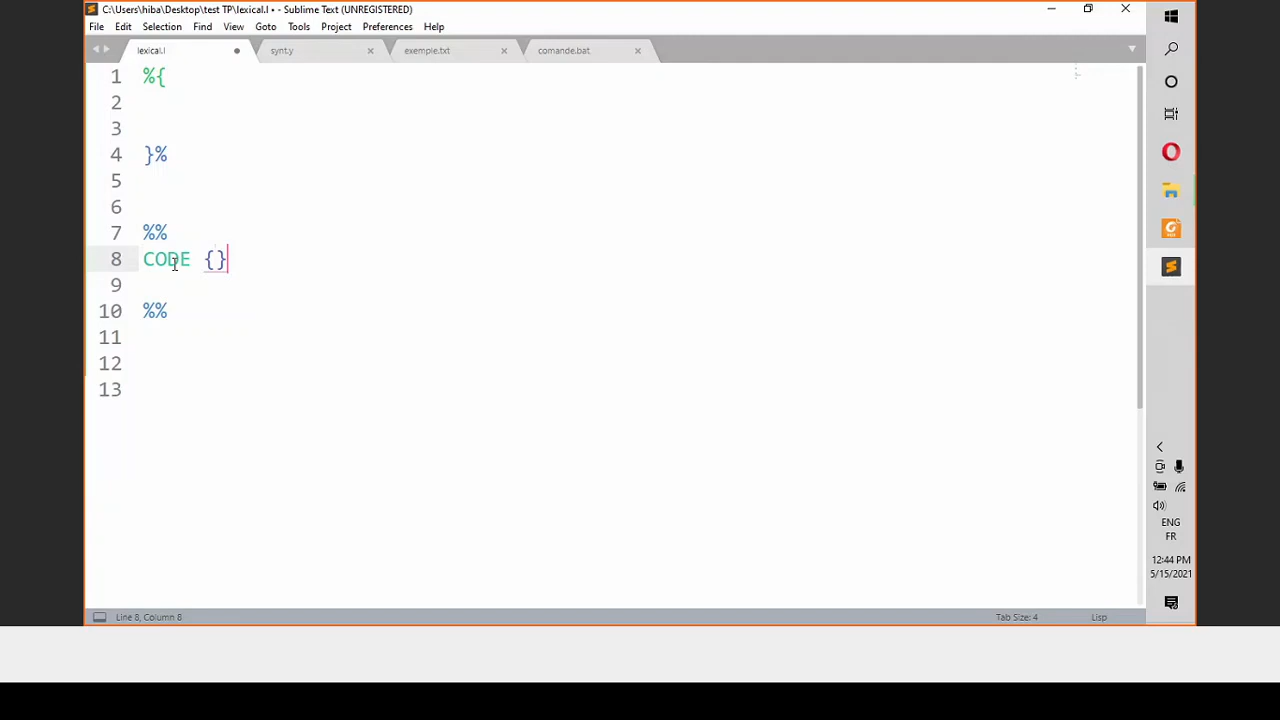 C:\Users\hiba\Desktop\test TP\lexical.l • - Sublime Text (UNREGISTERED)
File Edit Selection Find View Goto Tools Project Preferences Help
lexical.l synt.y exemple.txt comande.bat
1 %{
2
3
4 }%
5
6
7 %%
8 CODE {}
9
10 %%
11
12
13
ENG
FR
12:44 PM
5/15/2021
Line 8, Column 8 Tab Size: 4 Lisp